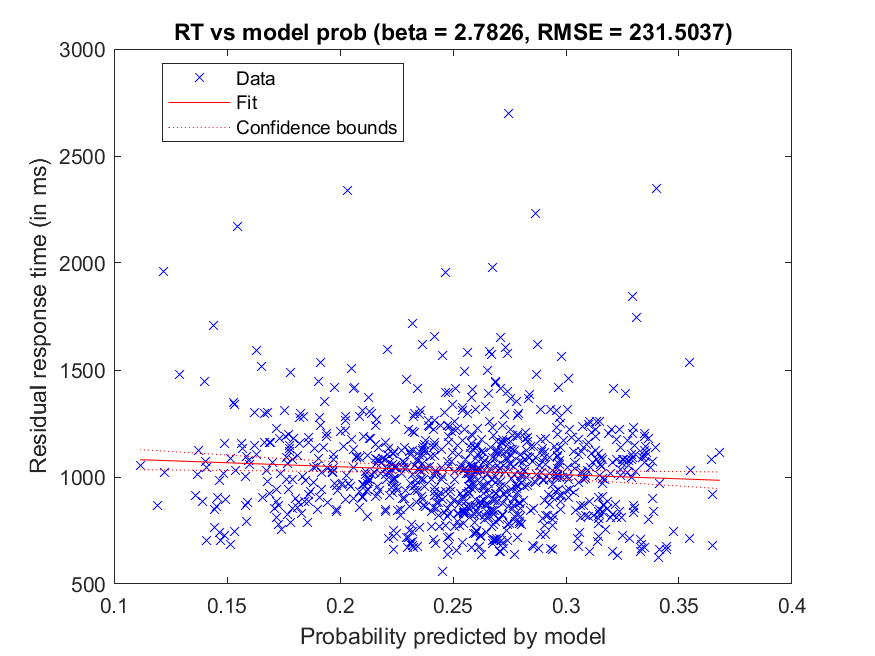 RT vs model prob (beta = 2.7826, RMSE = 231.5037)
3000
2500
2000
1500
1000
500
Residual response time (in ms)
Data
Fit
Confidence bounds
0.1 0.15 0.2 0.25 0.3 0.35 0.4
Probability predicted by model